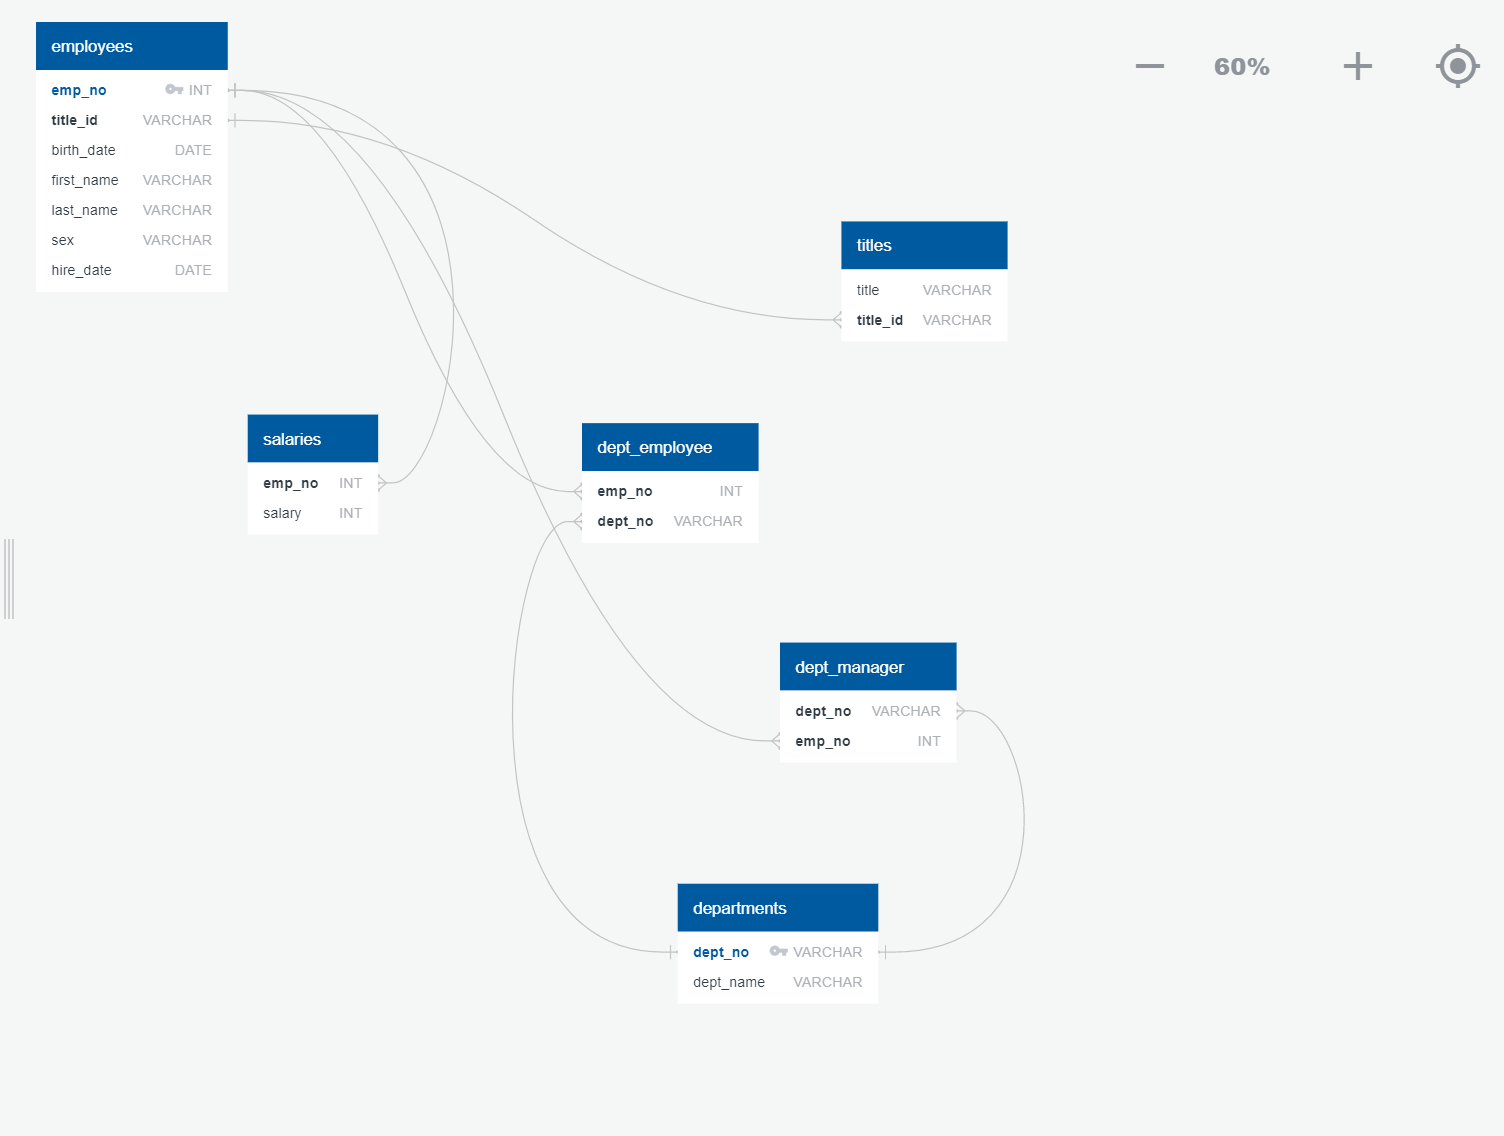 employees
emp_no INT
title_id VARCHAR
birth_date DATE
first_name VARCHAR
last_name VARCHAR
sex VARCHAR
hire_date DATE
60%
titles
title VARCHAR
title_id VARCHAR
salaries
emp_no INT
salary INT
dept_employee
emp_no INT
dept_no VARCHAR
dept_manager
dept_no VARCHAR
emp_no INT
departments
dept_no VARCHAR
dept_name VARCHAR